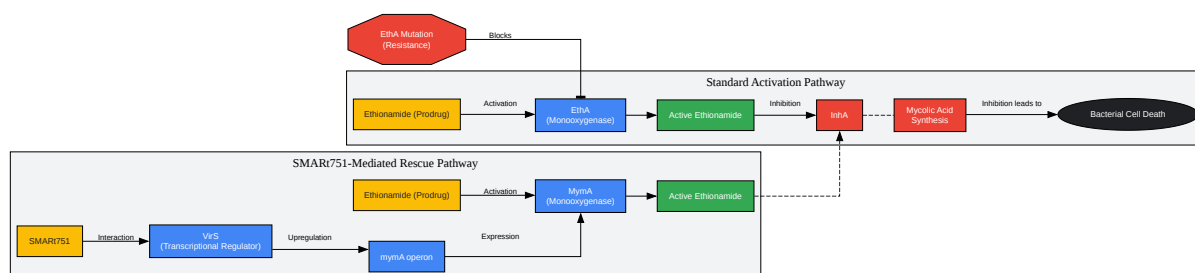 EthA Mutation
(Resistance)
Blocks
Standard Activation Pathway
Ethionamide (Prodrug)
Activation
EthA
(Monooxygenase)
Active Ethionamide
Inhibition
InhA
Mycolic Acid
Synthesis
Inhibition leads to
Bacterial Cell Death
SMARt751-Mediated Rescue Pathway
Ethionamide (Prodrug)
Activation
MymA
(Monooxygenase)
Active Ethionamide
SMARt751
Interaction
VirS
(Transcriptional Regulator)
Upregulation
mymA operon
Expression